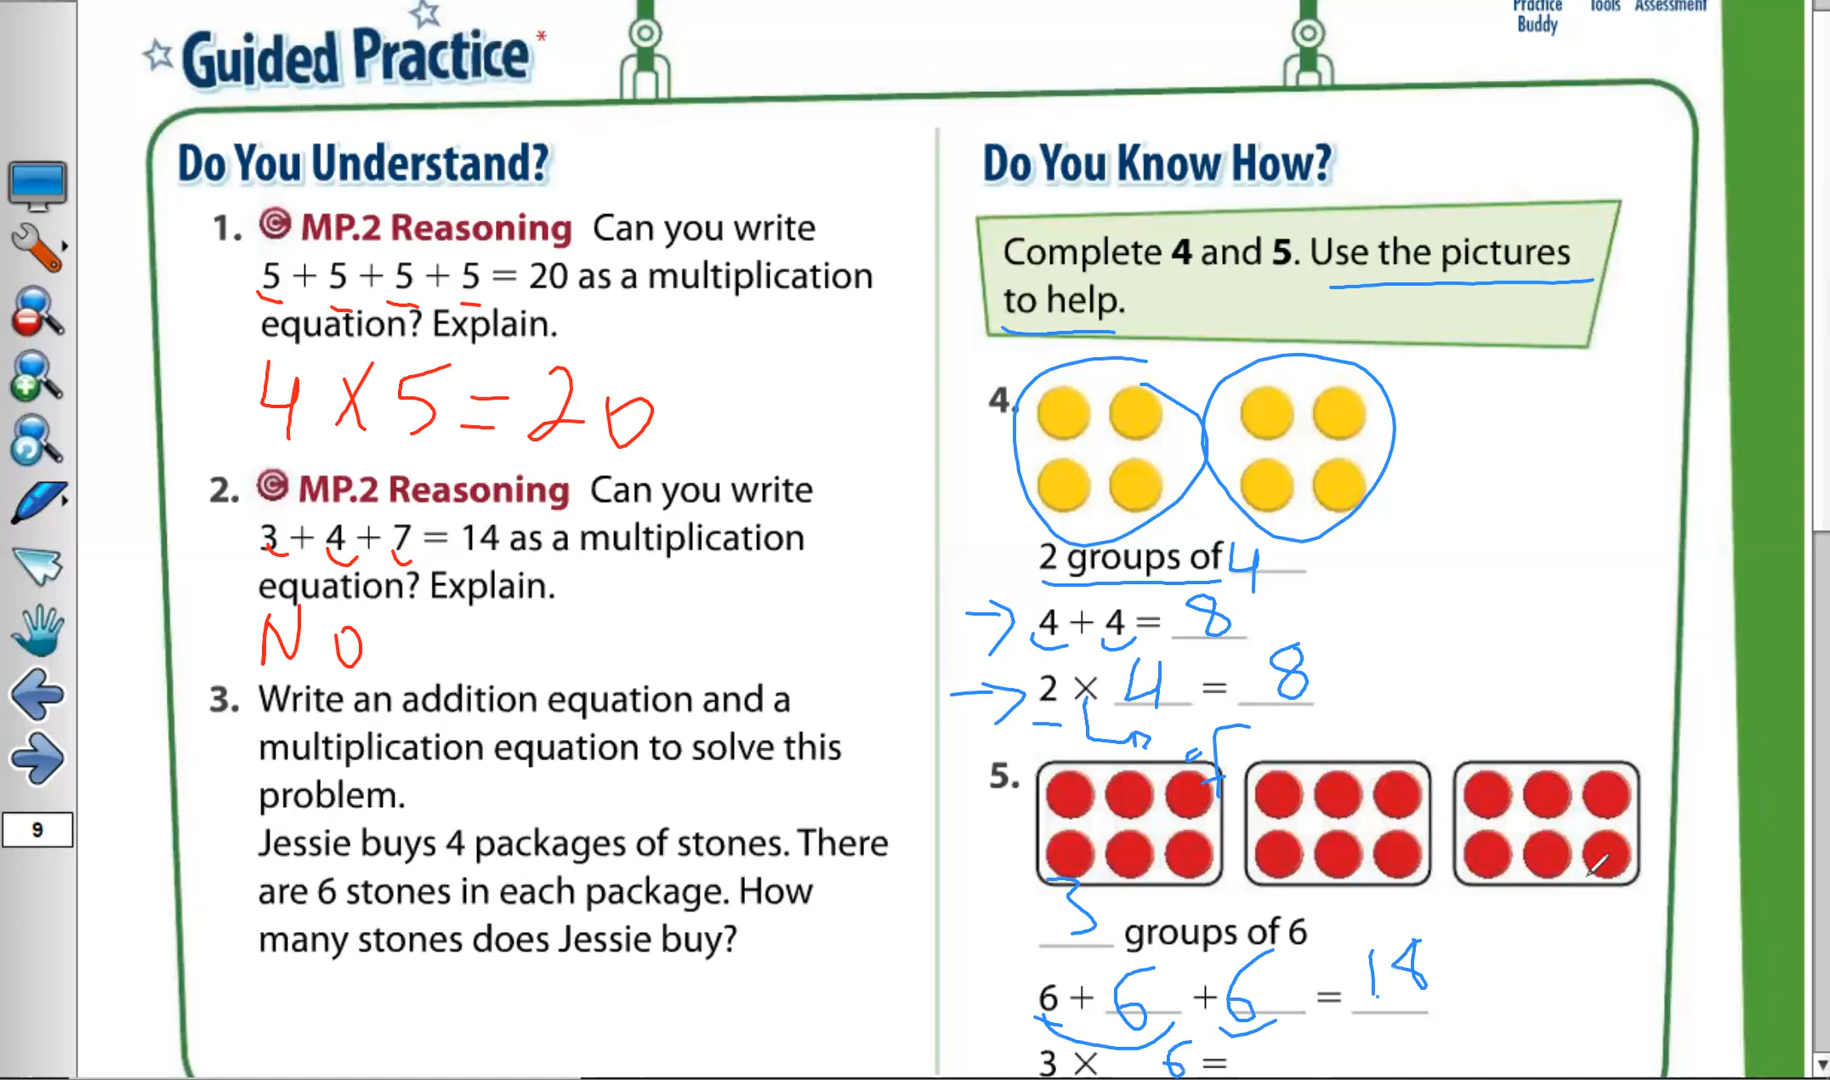 Practice Tools Assessment
Buddy
Guided Practice *
Do You Understand?
1. MP.2 Reasoning Can you write
5 + 5 + 5 + 5 = 20 as a multiplication
equation? Explain.
4 X 5 = 20
2. MP.2 Reasoning Can you write
3 + 4 + 7 = 14 as a multiplication
equation? Explain.
NO
3. Write an addition equation and a
multiplication equation to solve this
problem.
Jessie buys 4 packages of stones. There
are 6 stones in each package. How
many stones does Jessie buy?
Do You Know How?
Complete 4 and 5. Use the pictures
to help.
4.
2 groups of 4
→ 4 + 4 = 8
→ 2 × 4 = 8
5.
3 groups of 6
6 + 6 + 6 = 18
3 × 6 =
9